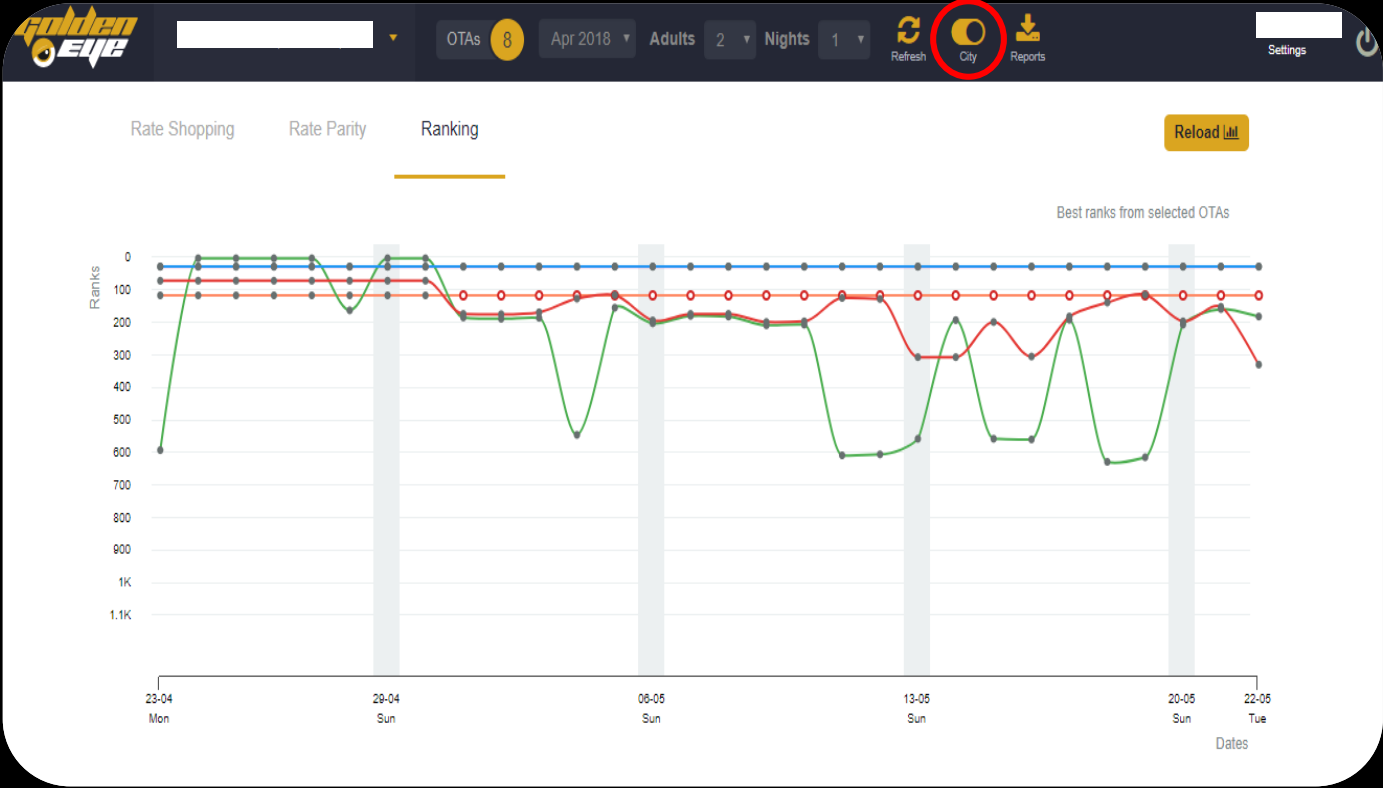 Golden
Eye
OTAs 8 Apr 2018 Adults 2 Nights 1
Refresh City Reports Settings
Rate Shopping Rate Parity Ranking
Reload
Best ranks from selected OTAs
Ranks
0
100
200
300
400
500
600
700
800
900
1K
1.1K
23-04 29-04 06-05 13-05 20-05 22-05
Mon Sun Sun Sun Sun Tue
Dates